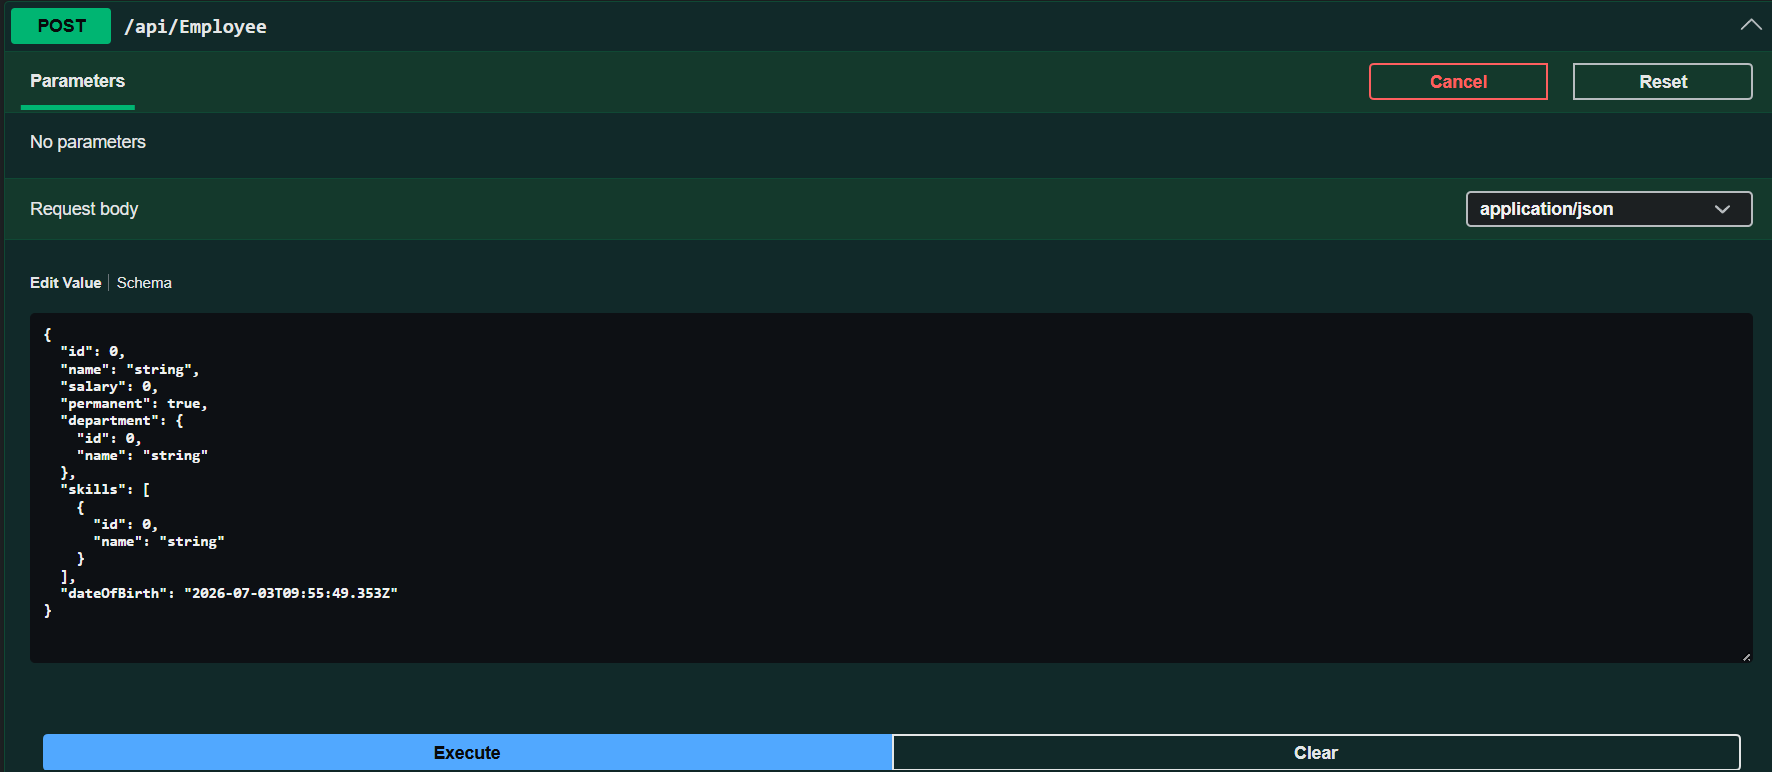 POST /api/Employee
Parameters
Cancel
Reset
No parameters
Request body
application/json
Edit Value | Schema
{
  "id": 0,
  "name": "string",
  "salary": 0,
  "permanent": true,
  "department": {
    "id": 0,
    "name": "string"
  },
  "skills": [
    {
      "id": 0,
      "name": "string"
    }
  ],
  "dateOfBirth": "2026-07-03T09:55:49.353Z"
}
Execute
Clear